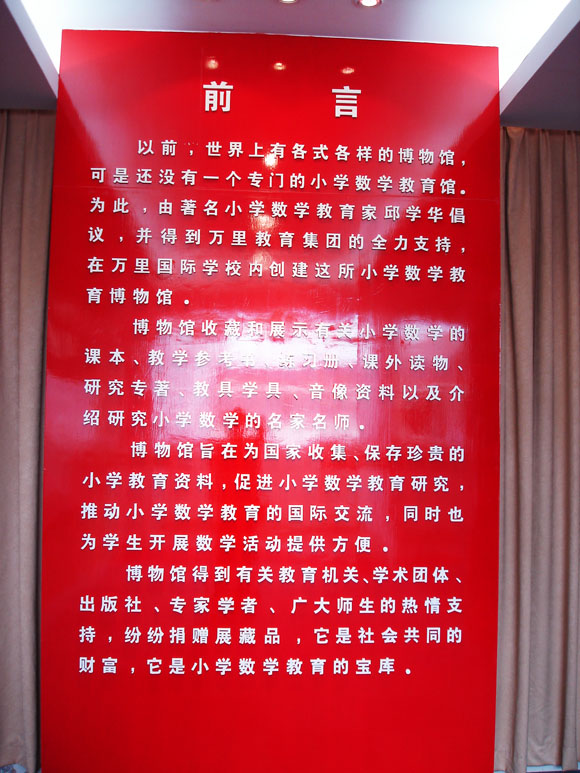 前 言
以前，世界上有各式各样的博物馆，
可是还没有一个专门的小学数学教育馆。
为此，由著名小学数学教育家邱学华倡
议，并得到万里教育集团的全力支持，
在万里国际学校内创建这所小学数学教
育博物馆。
博物馆收藏和展示有关小学数学的
课本、教学参考书、练习册、课外读物、
研究专著、教具学具、音像资料以及介
绍研究小学数学的名家名师。
博物馆旨在为国家收集、保存珍贵的
小学教育资料，促进小学数学教育研究，
推动小学数学教育的国际交流，同时也
为学生开展数学活动提供方便。
博物馆得到有关教育机关、学术团体、
出版社、专家学者、广大师生的热情支
持，纷纷捐赠展藏品，它是社会共同的
财富，它是小学数学教育的宝库。